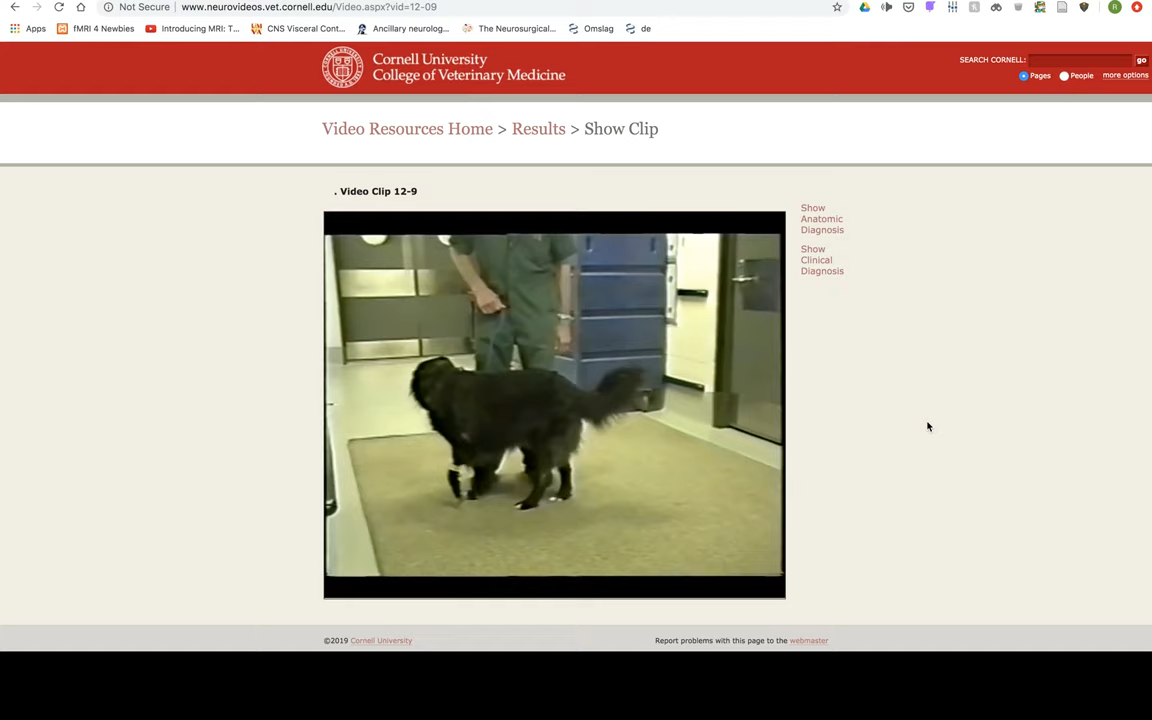 Not Secure www.neurovideos.vet.cornell.edu/Video.aspx?vid=12-09 R
Apps fMRI 4 Newbies Introducing MRI: T... CNS Visceral Cont... Ancillary neurolog... The Neurosurgical... Omslag de
Cornell University
College of Veterinary Medicine
SEARCH CORNELL: go
Pages People more options
Video Resources Home > Results > Show Clip
. Video Clip 12-9
Show
Anatomic
Diagnosis
Show
Clinical
Diagnosis
©2019 Cornell University Report problems with this page to the webmaster